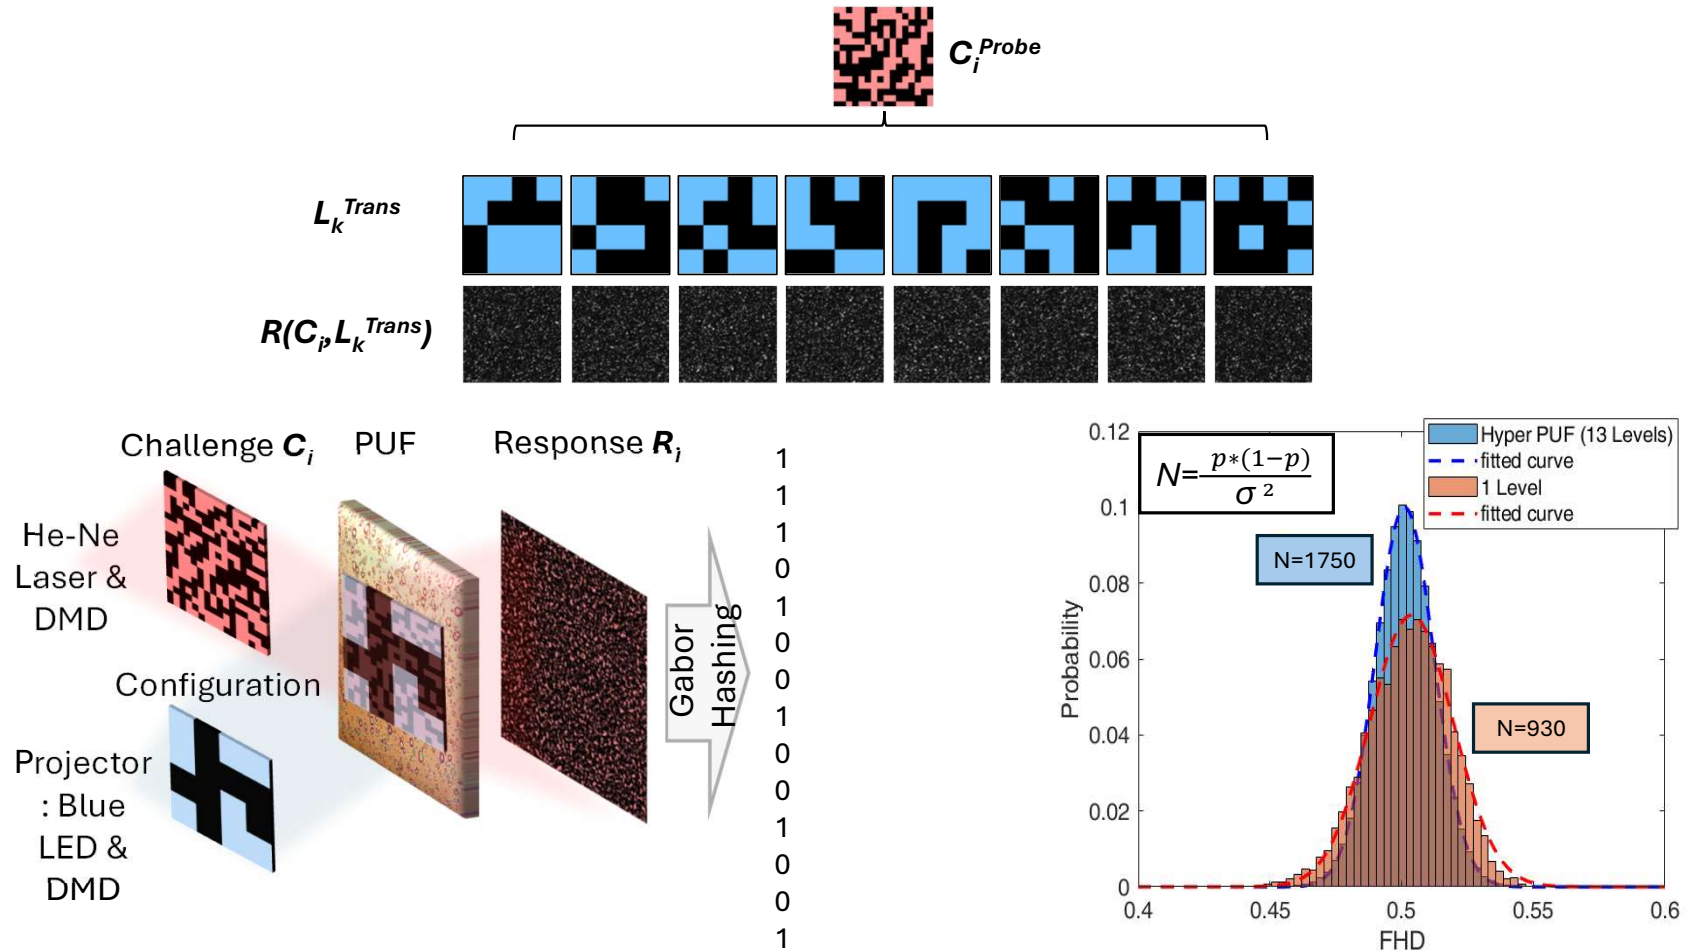 C_i^Probe
L_k^Trans
R(C_i, L_k^Trans)
Challenge C_i
PUF
Response R_i
He-Ne
Laser &
DMD
Configuration
Projector
: Blue
LED &
DMD
Gabor
Hashing
1
1
1
0
1
0
0
1
0
0
1
0
0
1
N= p*(1-p) / σ^2
Hyper PUF (13 Levels)
fitted curve
1 Level
fitted curve
N=1750
N=930
Probability
0.12
0.1
0.08
0.06
0.04
0.02
0
0.4 0.45 0.5 0.55 0.6
FHD